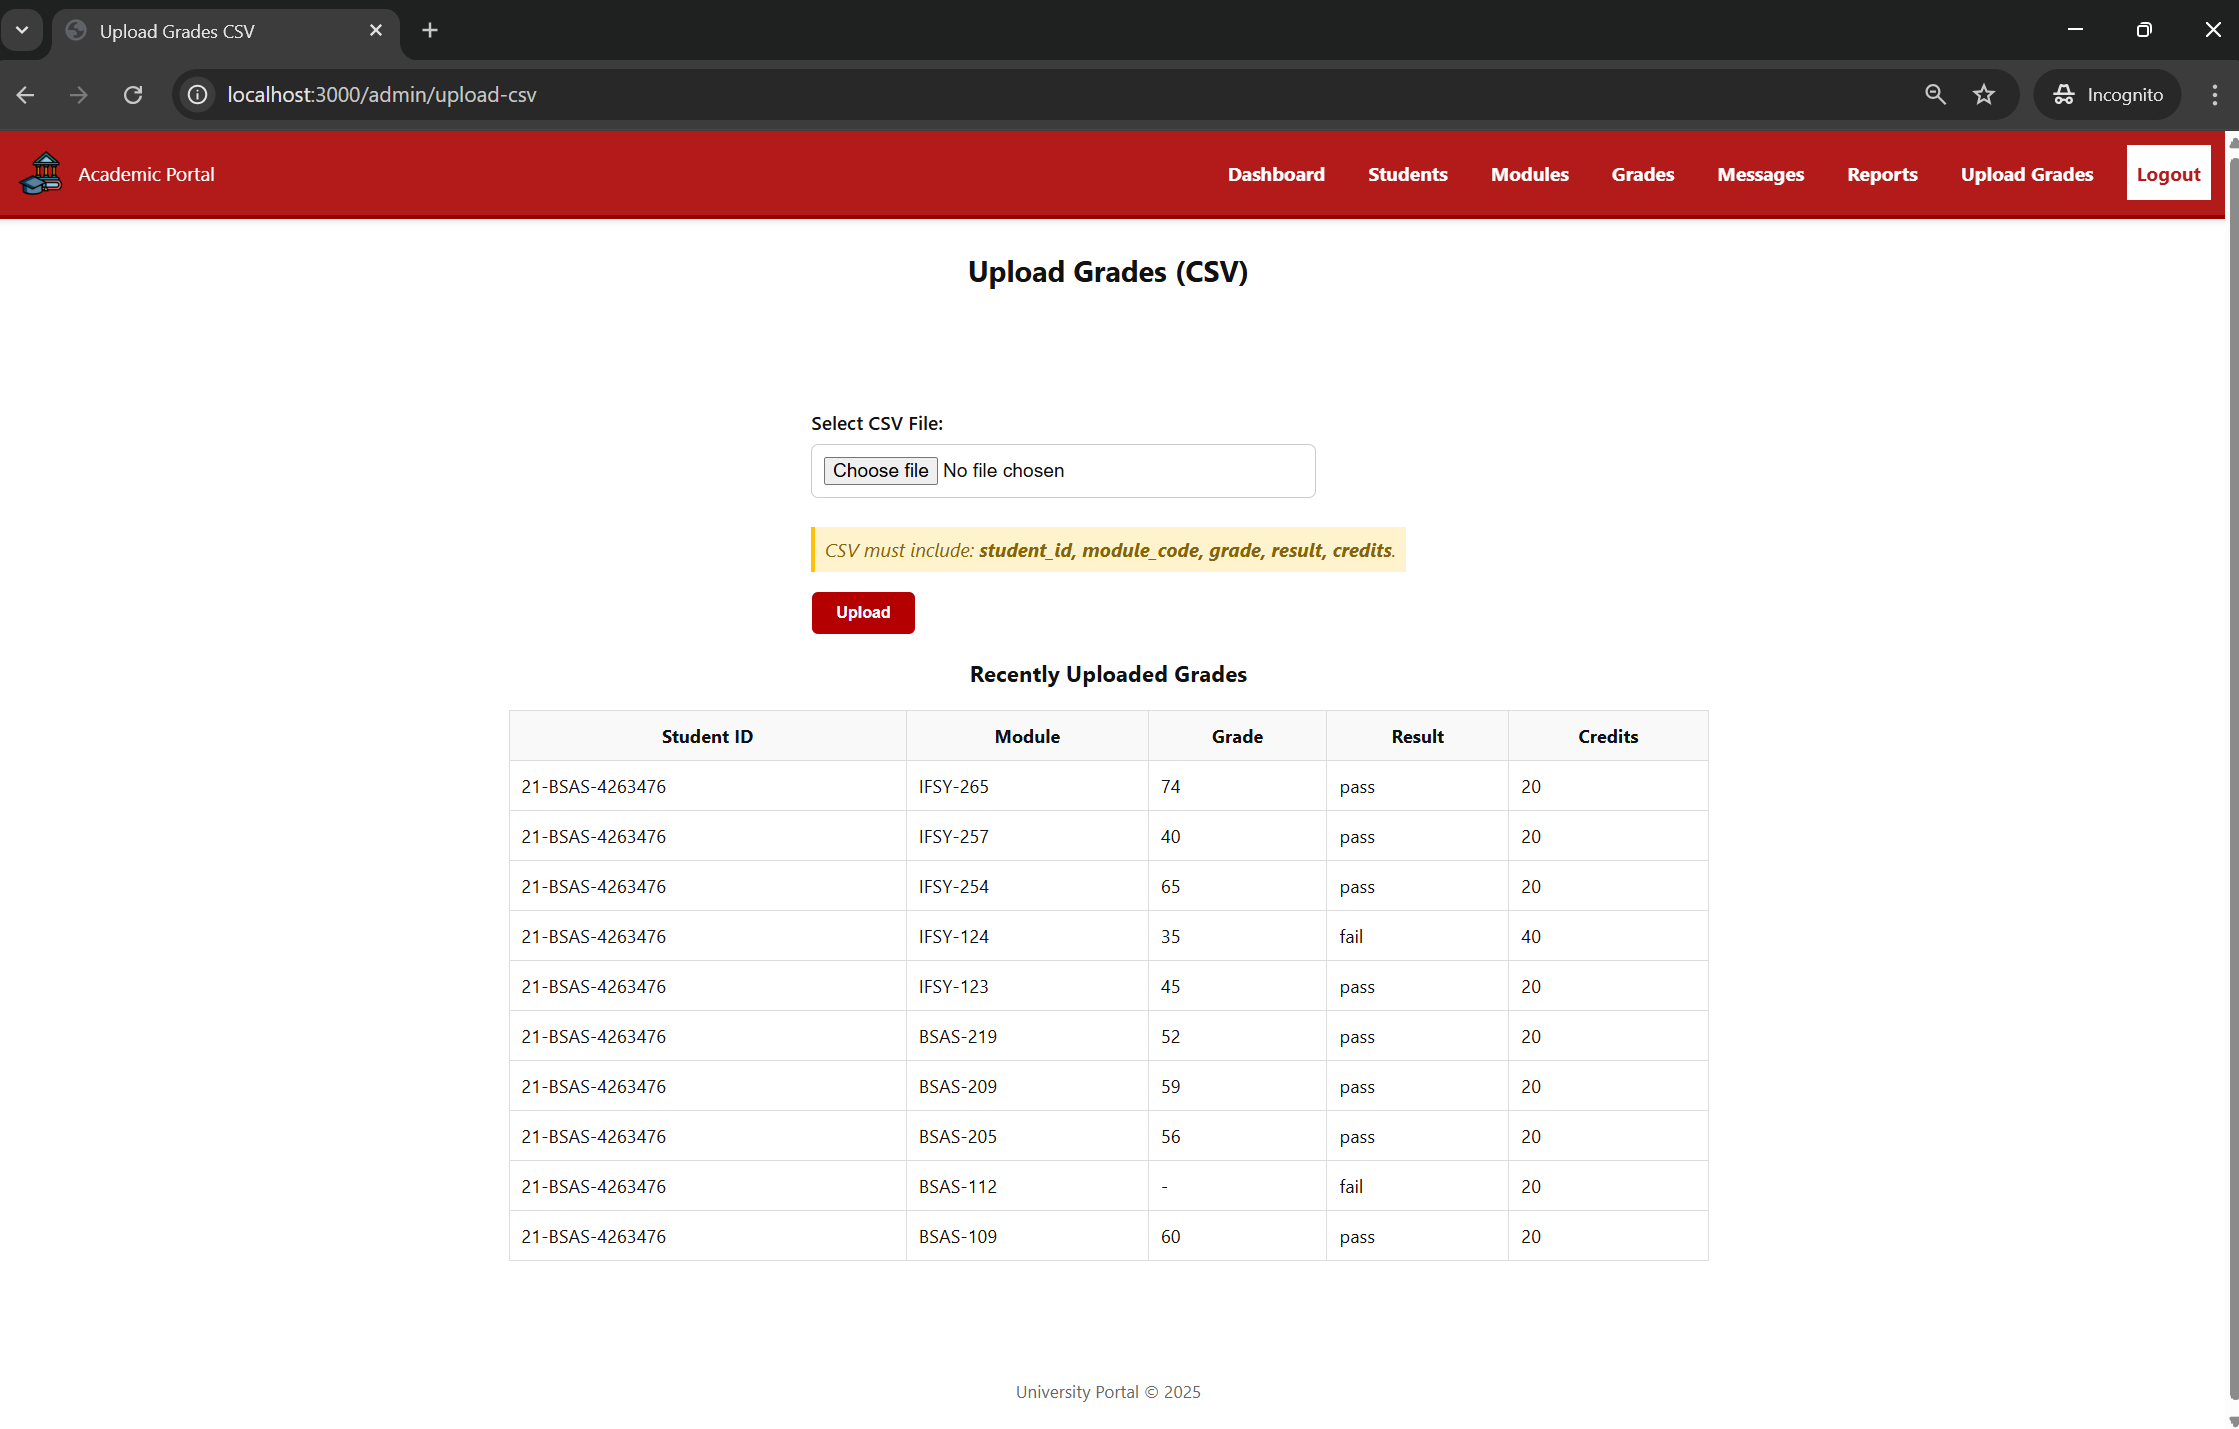 Upload Grades CSV
localhost:3000/admin/upload-csv
Incognito
Academic Portal
Dashboard Students Modules Grades Messages Reports Upload Grades Logout
Upload Grades (CSV)
Select CSV File:
Choose file No file chosen
CSV must include: student_id, module_code, grade, result, credits.
Upload
Recently Uploaded Grades
Student ID Module Grade Result Credits
21-BSAS-4263476 IFSY-265 74 pass 20
21-BSAS-4263476 IFSY-257 40 pass 20
21-BSAS-4263476 IFSY-254 65 pass 20
21-BSAS-4263476 IFSY-124 35 fail 40
21-BSAS-4263476 IFSY-123 45 pass 20
21-BSAS-4263476 BSAS-219 52 pass 20
21-BSAS-4263476 BSAS-209 59 pass 20
21-BSAS-4263476 BSAS-205 56 pass 20
21-BSAS-4263476 BSAS-112 - fail 20
21-BSAS-4263476 BSAS-109 60 pass 20
University Portal © 2025